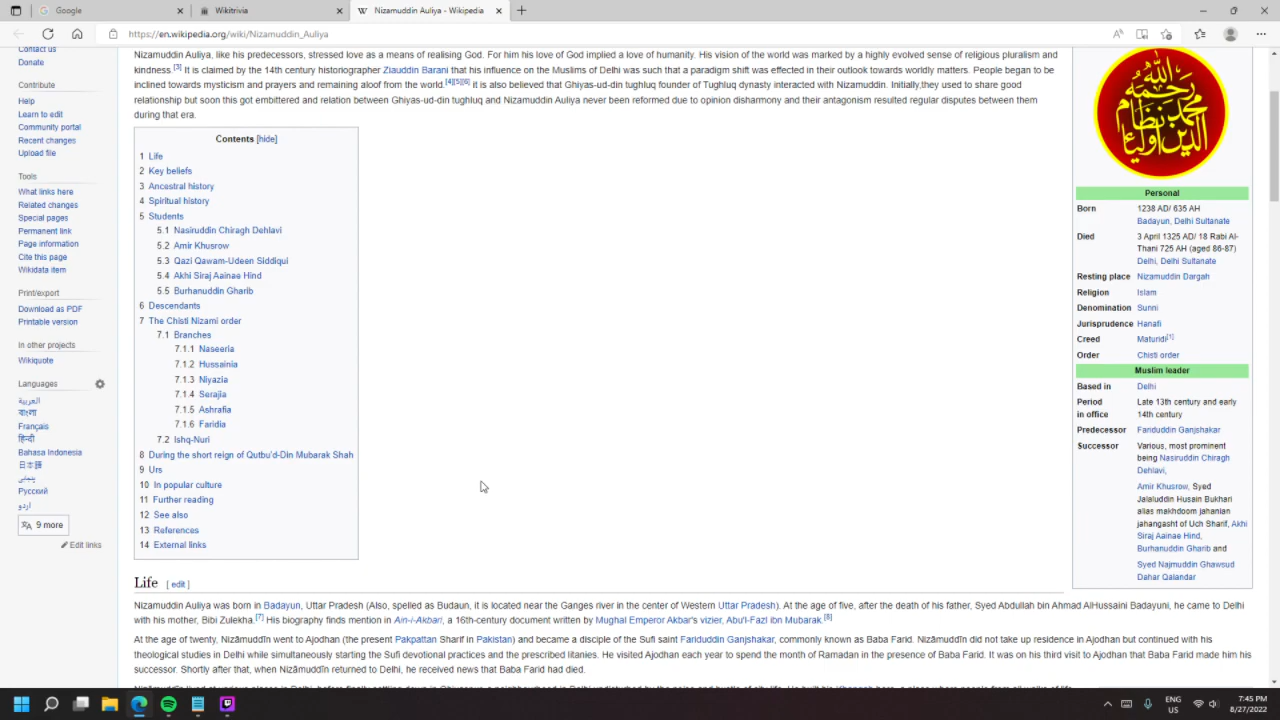 Google
Wikitrivia
Nizamuddin Auliya - Wikipedia
https://en.wikipedia.org/wiki/Nizamuddin_Auliya
Contact us
Donate
Contribute
Help
Learn to edit
Community portal
Recent changes
Upload file
Tools
What links here
Related changes
Special pages
Permanent link
Page information
Cite this page
Wikidata item
Print/export
Download as PDF
Printable version
In other projects
Wikiquote
Languages
العربية
বাংলা
Français
हिन्दी
Bahasa Indonesia
日本語
پنجابی
Русский
اردو
9 more
Edit links
Nizamuddin Auliya, like his predecessors, stressed love as a means of realising God. For him his love of God implied a love of humanity. His vision of the world was marked by a highly evolved sense of religious pluralism and
kindness.[3] It is claimed by the 14th century historiographer Ziauddin Barani that his influence on the Muslims of Delhi was such that a paradigm shift was effected in their outlook towards worldly matters. People began to be
inclined towards mysticism and prayers and remaining aloof from the world.[4][5][6] It is also believed that Ghiyas-ud-din tughluq founder of Tughluq dynasty interacted with Nizamuddin. Initially,they used to share good
relationship but soon this got embittered and relation between Ghiyas-ud-din tughluq and Nizamuddin Auliya never been reformed due to opinion disharmony and their antagonism resulted regular disputes between them
during that era.
Contents [hide]
1 Life
2 Key beliefs
3 Ancestral history
4 Spiritual history
5 Students
5.1 Nasiruddin Chiragh Dehlavi
5.2 Amir Khusrow
5.3 Qazi Qawam-Udeen Siddiqui
5.4 Akhi Siraj Aainae Hind
5.5 Burhanuddin Gharib
6 Descendants
7 The Chisti Nizami order
7.1 Branches
7.1.1 Naseeria
7.1.2 Hussainia
7.1.3 Niyazia
7.1.4 Serajia
7.1.5 Ashrafia
7.1.6 Faridia
7.2 Ishq-Nuri
8 During the short reign of Qutbu'd-Din Mubarak Shah
9 Urs
10 In popular culture
11 Further reading
12 See also
13 References
14 External links
Personal
Born 1238 AD/ 635 AH
Badayun, Delhi Sultanate
Died 3 April 1325 AD/ 18 Rabi Al-
Thani 725 AH (aged 86-87)
Delhi, Delhi Sultanate
Resting place Nizamuddin Dargah
Religion Islam
Denomination Sunni
Jurisprudence Hanafi
Creed Maturidi[1]
Order Chisti order
Muslim leader
Based in Delhi
Period Late 13th century and early
in office 14th century
Predecessor Fariduddin Ganjshakar
Successor Various, most prominent
being Nasiruddin Chiragh
Dehlavi,
Amir Khusrow, Syed
Jalaluddin Husain Bukhari
alias makhdoom jahanian
jahangasht of Uch Sharif, Akhi
Siraj Aainae Hind,
Burhanuddin Gharib and
Syed Najmuddin Ghawsud
Dahar Qalandar
Life [ edit ]
Nizamuddin Auliya was born in Badayun, Uttar Pradesh (Also, spelled as Budaun, it is located near the Ganges river in the center of Western Uttar Pradesh). At the age of five, after the death of his father, Syed Abdullah bin Ahmad AlHussaini Badayuni, he came to Delhi
with his mother, Bibi Zulekha.[7] His biography finds mention in Ain-i-Akbari, a 16th-century document written by Mughal Emperor Akbar's vizier, Abu'l-Fazl ibn Mubarak.[8]
At the age of twenty, Nizāmuddīn went to Ajodhan (the present Pakpattan Sharif in Pakistan) and became a disciple of the Sufi saint Fariduddin Ganjshakar, commonly known as Baba Farid. Nizāmuddīn did not take up residence in Ajodhan but continued with his
theological studies in Delhi while simultaneously starting the Sufi devotional practices and the prescribed litanies. He visited Ajodhan each year to spend the month of Ramadan in the presence of Baba Farid. It was on his third visit to Ajodhan that Baba Farid made him his
successor. Shortly after that, when Nizāmuddīn returned to Delhi, he received news that Baba Farid had died.
ENG
US
7:45 PM
8/27/2022